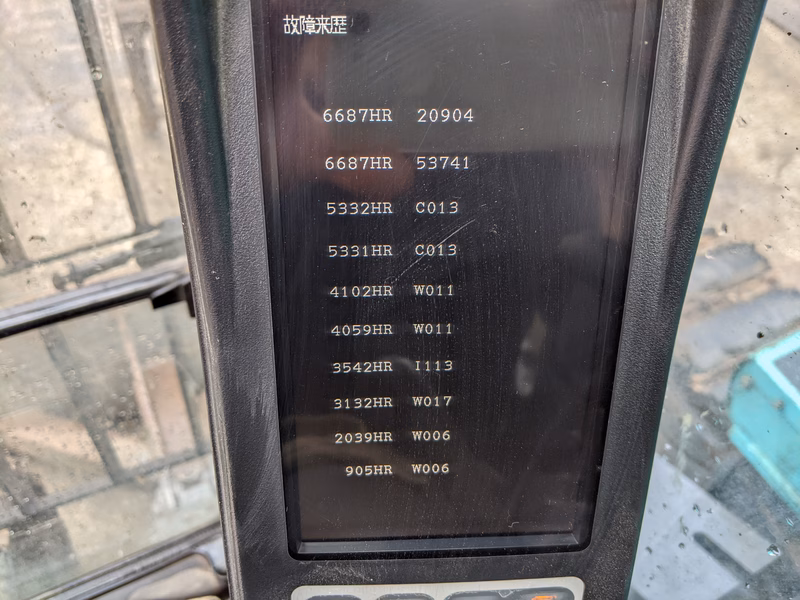 故障来歴
6687HR 20904
6687HR 53741
5332HR C013
5331HR C013
4102HR W011
4059HR W011
3542HR I113
3132HR W017
2039HR W006
905HR W006